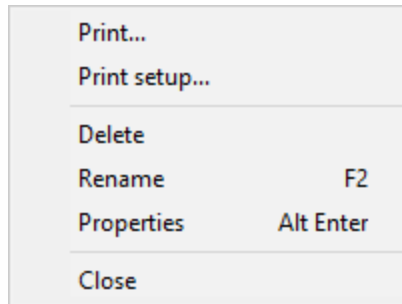 Print...
Print setup...
Delete
Rename F2
Properties Alt Enter
Close